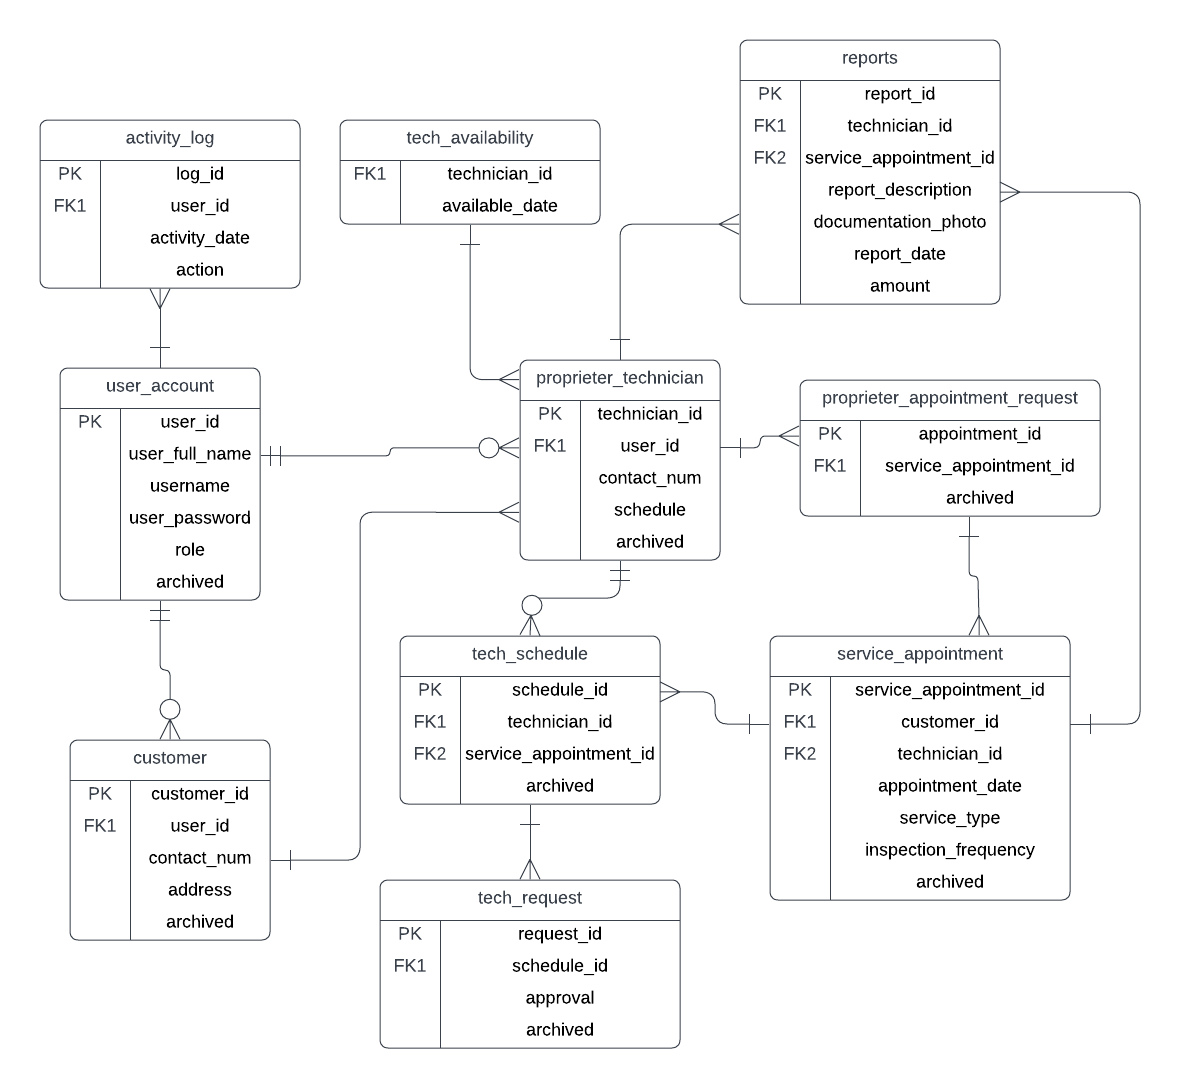 reports
PK report_id
FK1 technician_id
FK2 service_appointment_id
report_description
documentation_photo
report_date
amount
activity_log
PK log_id
FK1 user_id
activity_date
action
tech_availability
FK1 technician_id
available_date
user_account
PK user_id
user_full_name
username
user_password
role
archived
proprieter_technician
PK technician_id
FK1 user_id
contact_num
schedule
archived
proprieter_appointment_request
PK appointment_id
FK1 service_appointment_id
archived
tech_schedule
PK schedule_id
FK1 technician_id
FK2 service_appointment_id
archived
service_appointment
PK service_appointment_id
FK1 customer_id
FK2 technician_id
appointment_date
service_type
inspection_frequency
archived
customer
PK customer_id
FK1 user_id
contact_num
address
archived
tech_request
PK request_id
FK1 schedule_id
approval
archived